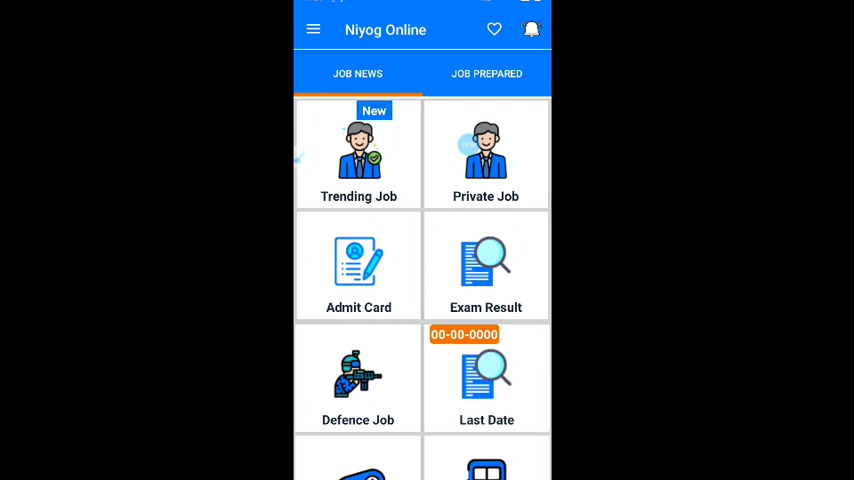 Niyog Online
JOB NEWS
JOB PREPARED
New
Trending Job
Private Job
Admit Card
Exam Result
00-00-0000
Defence Job
Last Date